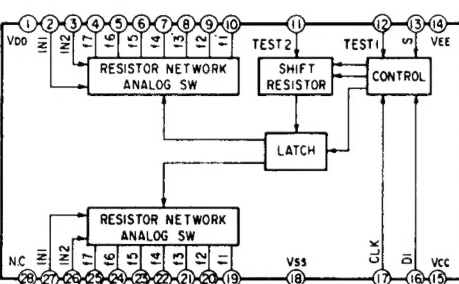 1 2 3 4 5 6 7 8 9 10 11 12 13 14
VDD IN1 IN2 f7 f6 f5 f4 f3 f2 f1 TEST2 TEST1 S VEE
RESISTOR NETWORK
ANALOG SW
SHIFT
RESISTOR
CONTROL
LATCH
RESISTOR NETWORK
ANALOG SW
N.C IN1 IN2 f7 f6 f5 f4 f3 f2 f1 VSS CLK DI VCC
28 27 26 25 24 23 22 21 20 19 18 17 16 15